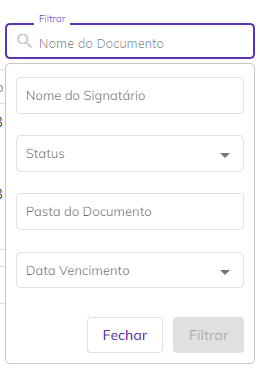 Filtrar
Nome do Documento
Nome do Signatário
Status
Pasta do Documento
Data Vencimento
Fechar
Filtrar